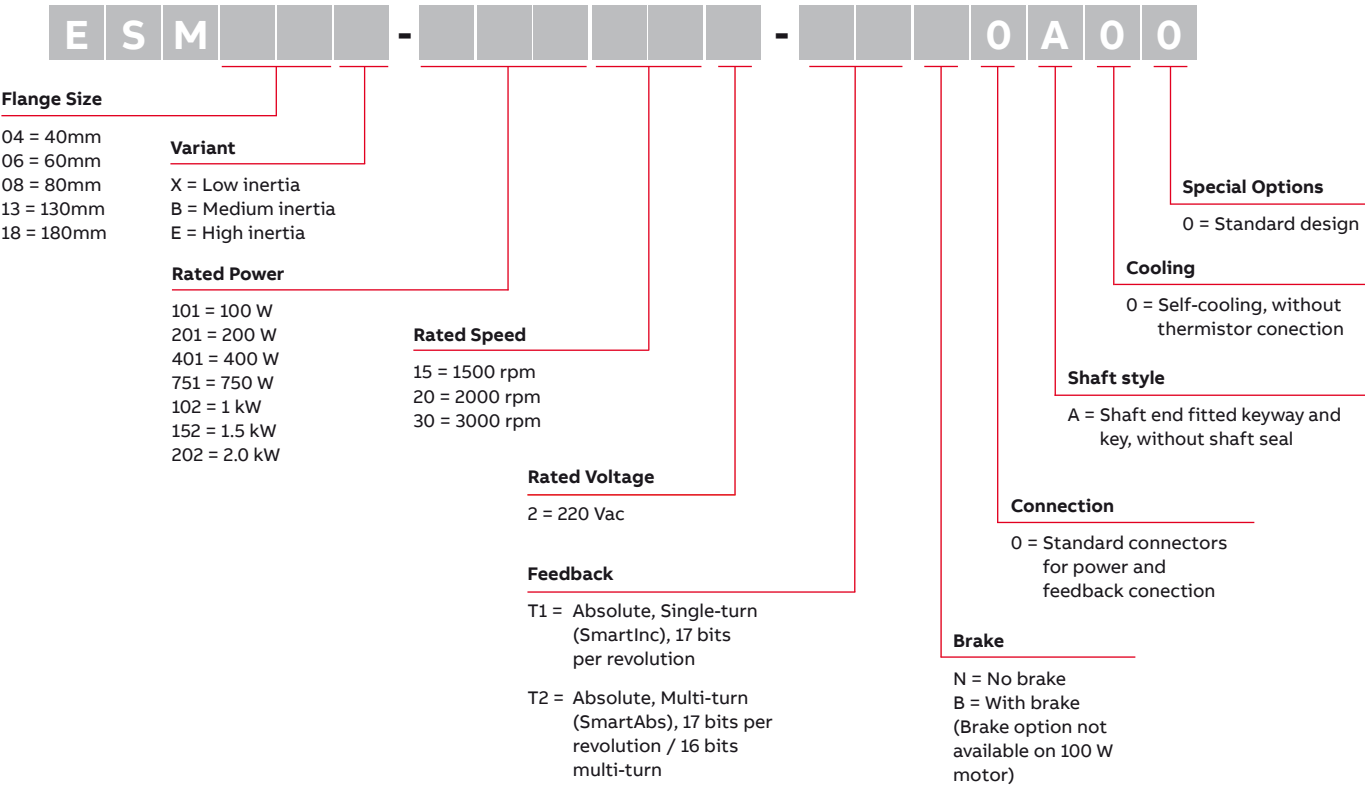 ESM - - 0A00
Flange Size
04 = 40mm
06 = 60mm
08 = 80mm
13 = 130mm
18 = 180mm
Variant
X = Low inertia
B = Medium inertia
E = High inertia
Rated Power
101 = 100 W
201 = 200 W
401 = 400 W
751 = 750 W
102 = 1 kW
152 = 1.5 kW
202 = 2.0 kW
Rated Speed
15 = 1500 rpm
20 = 2000 rpm
30 = 3000 rpm
Rated Voltage
2 = 220 Vac
Feedback
T1 = Absolute, Single-turn
(SmartInc), 17 bits
per revolution
T2 = Absolute, Multi-turn
(SmartAbs), 17 bits per
revolution / 16 bits
multi-turn
Brake
N = No brake
B = With brake
(Brake option not
available on 100 W
motor)
Connection
0 = Standard connectors
for power and
feedback conection
Shaft style
A = Shaft end fitted keyway and
key, without shaft seal
Cooling
0 = Self-cooling, without
thermistor conection
Special Options
0 = Standard design